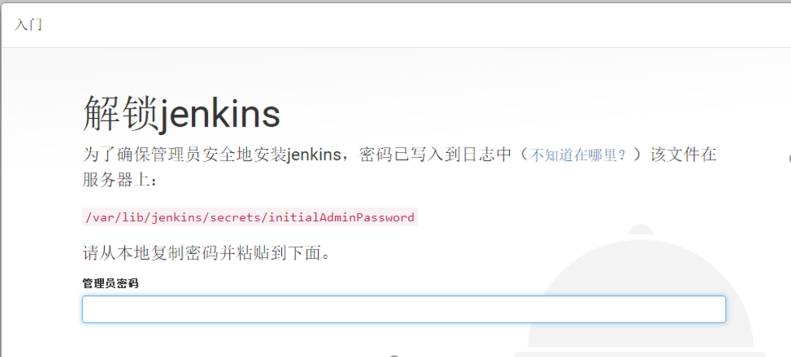 入门
解锁jenkins
为了确保管理员安全地安装jenkins，密码已写入到日志中（不知道在哪里？）该文件在
服务器上：
/var/lib/jenkins/secrets/initialAdminPassword
请从本地复制密码并粘贴到下面。
管理员密码